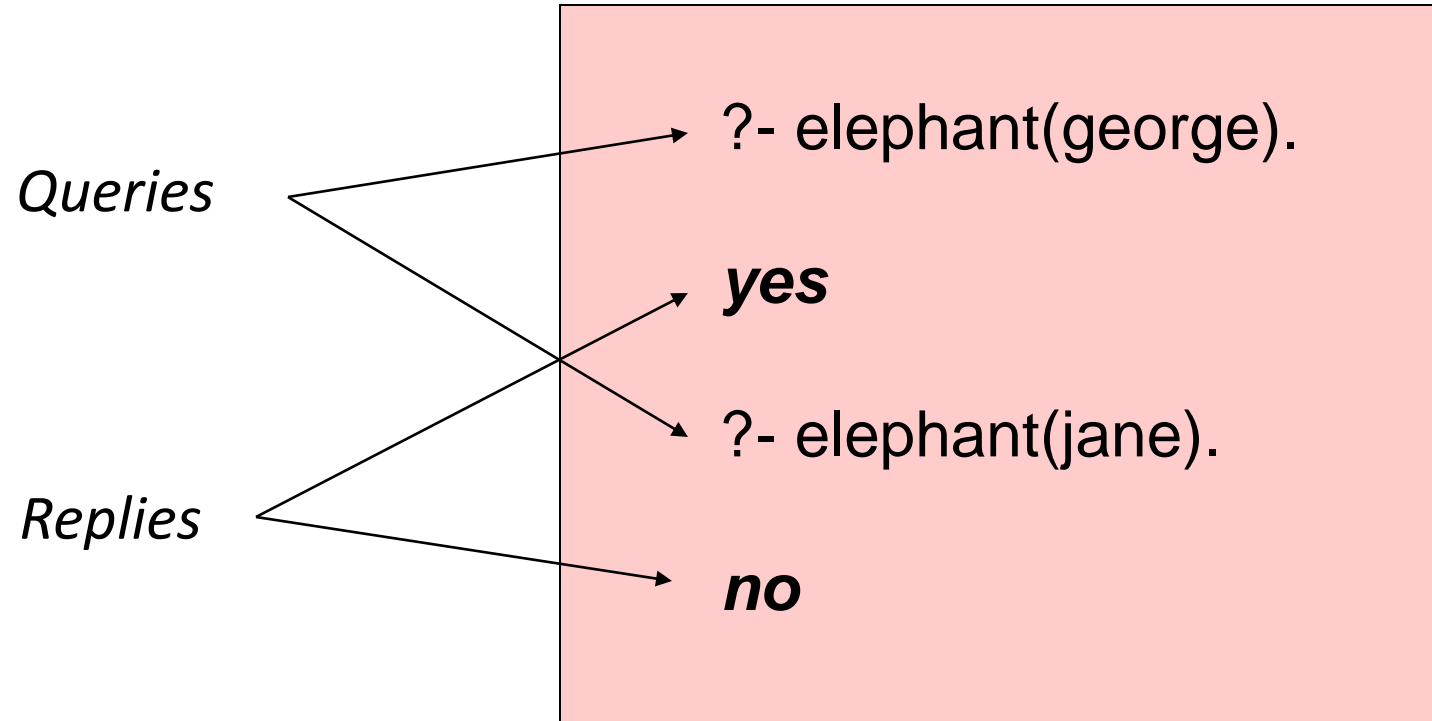 ?- elephant(george).
Queries
yes
?- elephant(jane).
Replies
no